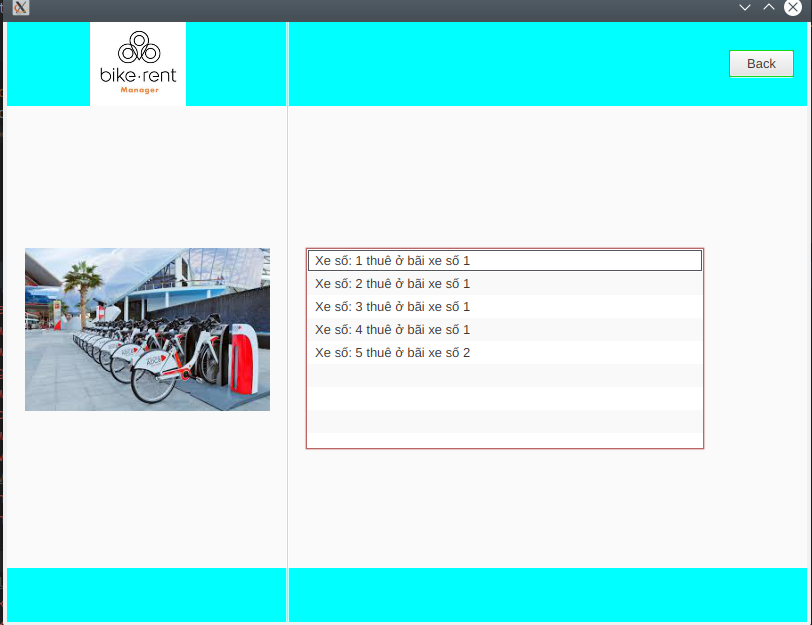 bike·rent
Manager
Back
Xe số: 1 thuê ở bãi xe số 1
Xe số: 2 thuê ở bãi xe số 1
Xe số: 3 thuê ở bãi xe số 1
Xe số: 4 thuê ở bãi xe số 1
Xe số: 5 thuê ở bãi xe số 2